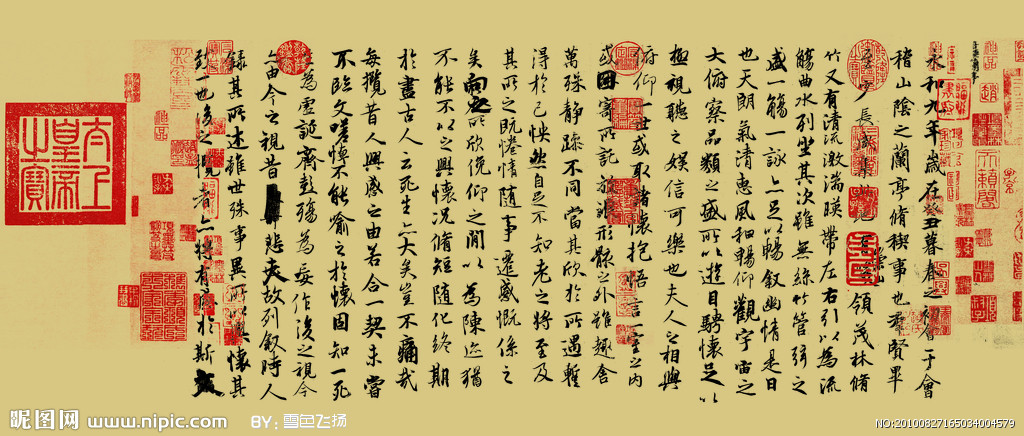 永和九年歲在癸丑暮春之初會于會
稽山陰之蘭亭脩稧事也羣賢畢
少長咸集此地領茂林脩
竹又有清流激湍暎帶左右引以為流
觴曲水列坐其次雖無絲竹管弦之
盛一觴一詠亦足以暢叙幽情是日
也天朗氣清惠風和暢仰觀宇宙之
大俯察品類之盛所以遊目騁懷足以
極視聽之娛信可樂也夫人之相與
俯仰一世或取諸懷抱悟言一室之內
或因寄所託放浪形骸之外雖趣舍
萬殊静躁不同當其欣於所遇暫
得於己怏然自足不知老之將至及
其所之既惓情隨事遷感慨係之
矣向之所欣俛仰之閒以為陳迹猶
不能不以之興懷況脩短隨化終期
於盡古人云死生亦大矣豈不痛哉
每攬昔人興感之由若合一契未嘗
不臨文嗟悼不能喻之於懷固知一死
生為虛誕齊彭殤為妄作後之視今
亦由今之視昔悲夫故列叙時人
錄其所述雖世殊事異所以興懷其
致一也後之攬者亦將有感於斯文
太上皇帝之寶
昵图网 www.nipic.com BY: 雪色飞扬
NO:20100827165034004579